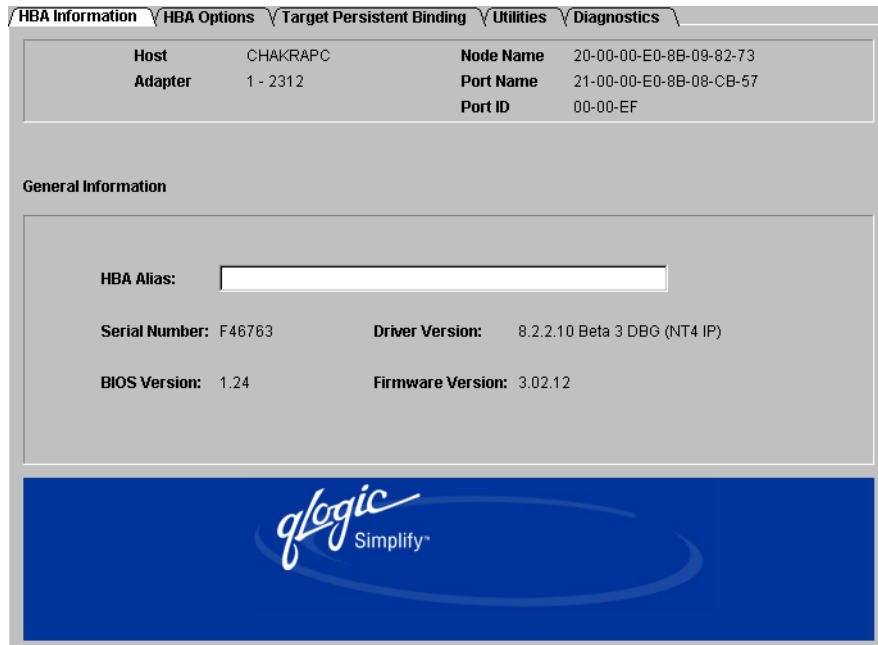 HBA Information HBA Options Target Persistent Binding Utilities Diagnostics
Host CHAKRAPC Node Name 20-00-00-E0-8B-09-82-73
Adapter 1 - 2312 Port Name 21-00-00-E0-8B-08-CB-57
Port ID 00-00-EF
General Information
HBA Alias:
Serial Number: F46763 Driver Version: 8.2.2.10 Beta 3 DBG (NT4 IP)
BIOS Version: 1.24 Firmware Version: 3.02.12
qlogic
Simplify™